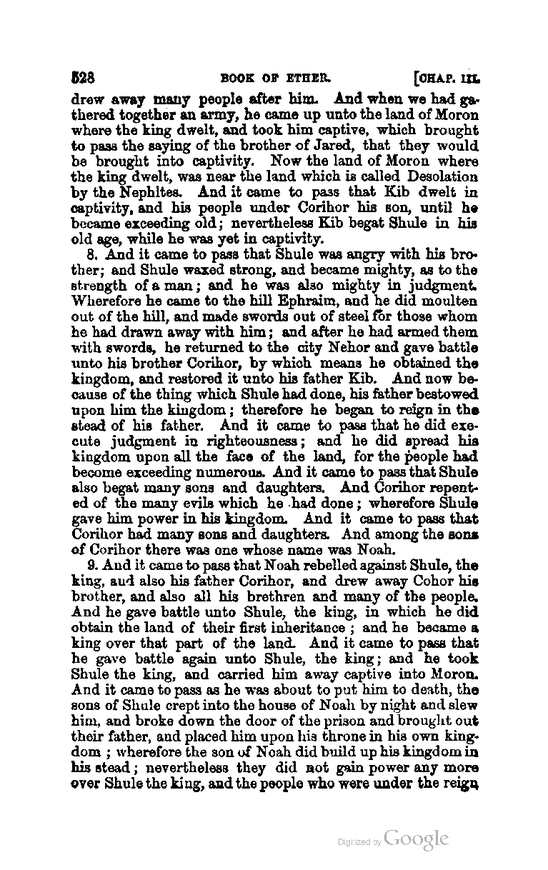 528 BOOK OF ETHER. [CHAP. III.
drew away many people after him. And when we had ga-
thered together an army, he came up unto the land of Moron
where the king dwelt, and took him captive, which brought
to pass the saying of the brother of Jared, that they would
be brought into captivity. Now the land of Moron where
the king dwelt, was near the land which is called Desolation
by the Nephites. And it came to pass that Kib dwelt in
captivity, and his people under Corihor his son, until he
became exceeding old; nevertheless Kib begat Shule in his
old age, while he was yet in captivity.
8. And it came to pass that Shule was angry with his bro-
ther; and Shule waxed strong, and became mighty, as to the
strength of a man; and he was also mighty in judgment.
Wherefore he came to the hill Ephraim, and he did moulten
out of the hill, and made swords out of steel for those whom
he had drawn away with him; and after he had armed them
with swords, he returned to the city Nehor and gave battle
unto his brother Corihor, by which means he obtained the
kingdom, and restored it unto his father Kib. And now be-
cause of the thing which Shule had done, his father bestowed
upon him the kingdom; therefore he began to reign in the
stead of his father. And it came to pass that he did exe-
cute judgment in righteousness; and he did spread his
kingdom upon all the face of the land, for the people had
become exceeding numerous. And it came to pass that Shule
also begat many sons and daughters. And Corihor repent-
ed of the many evils which he had done; wherefore Shule
gave him power in his kingdom. And it came to pass that
Corihor had many sons and daughters. And among the sons
of Corihor there was one whose name was Noah.
9. And it came to pass that Noah rebelled against Shule, the
king, and also his father Corihor, and drew away Cohor his
brother, and also all his brethren and many of the people.
And he gave battle unto Shule, the king, in which he did
obtain the land of their first inheritance; and he became a
king over that part of the land. And it came to pass that
he gave battle again unto Shule, the king; and he took
Shule the king, and carried him away captive into Moron.
And it came to pass as he was about to put him to death, the
sons of Shule crept into the house of Noah by night and slew
him, and broke down the door of the prison and brought out
their father, and placed him upon his throne in his own king-
dom; wherefore the son of Noah did build up his kingdom in
his stead; nevertheless they did not gain power any more
over Shule the king, and the people who were under the reign
Digitized by Google